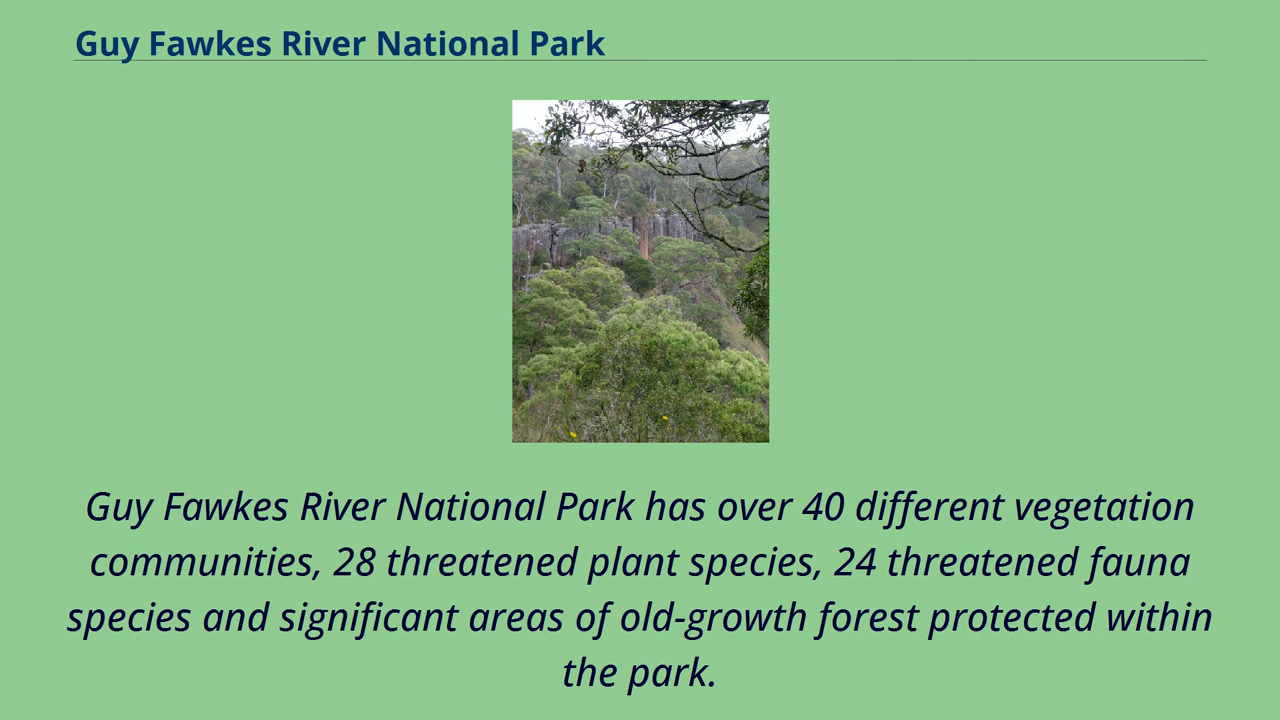 Guy Fawkes River National Park
Guy Fawkes River National Park has over 40 different vegetation
communities, 28 threatened plant species, 24 threatened fauna
species and significant areas of old-growth forest protected within
the park.